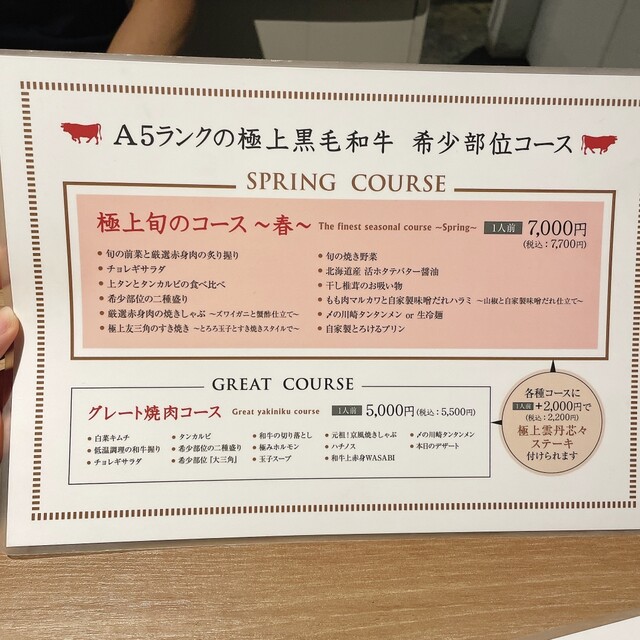 A5ランクの極上黒毛和牛 希少部位コース
SPRING COURSE
極上旬のコース ～春～ The finest seasonal course ～Spring～ 1人前 7,000円
(税込：7,700円)
• 旬の前菜と厳選赤身肉の炙り握り
• チョレギサラダ
• 上タンとタンカルビの食べ比べ
• 希少部位の二種盛り
• 厳選赤身肉の焼きしゃぶ ～ズワイガニと蟹酢仕立て～
• 極上友三角のすき焼き ～とろろ玉子とすき焼きスタイルで～
• 旬の焼き野菜
• 北海道産 活ホタテバター醤油
• 干し椎茸のお吸い物
• もも肉マルカワと自家製味噌だれハラミ ～山椒と自家製味噌だれ仕立て～
• 〆の川崎タンタンメン or 生冷麺
• 自家製とろけるプリン
GREAT COURSE
グレート焼肉コース Great yakiniku course 1人前 5,000円 (税込：5,500円)
• 白菜キムチ
• 低温調理の和牛握り
• チョレギサラダ
• タンカルビ
• 希少部位の二種盛り
• 希少部位『大三角』
• 和牛の切り落とし
• 極みホルモン
• 玉子スープ
• 元祖！京風焼きしゃぶ
• ハチノス
• 和牛上赤身WASABI
• 〆の川崎タンタンメン
• 本日のデザート
各種コースに
1人前 +2,000円で
(税込：2,200円)
極上雲丹芯々
ステーキ
付けられます